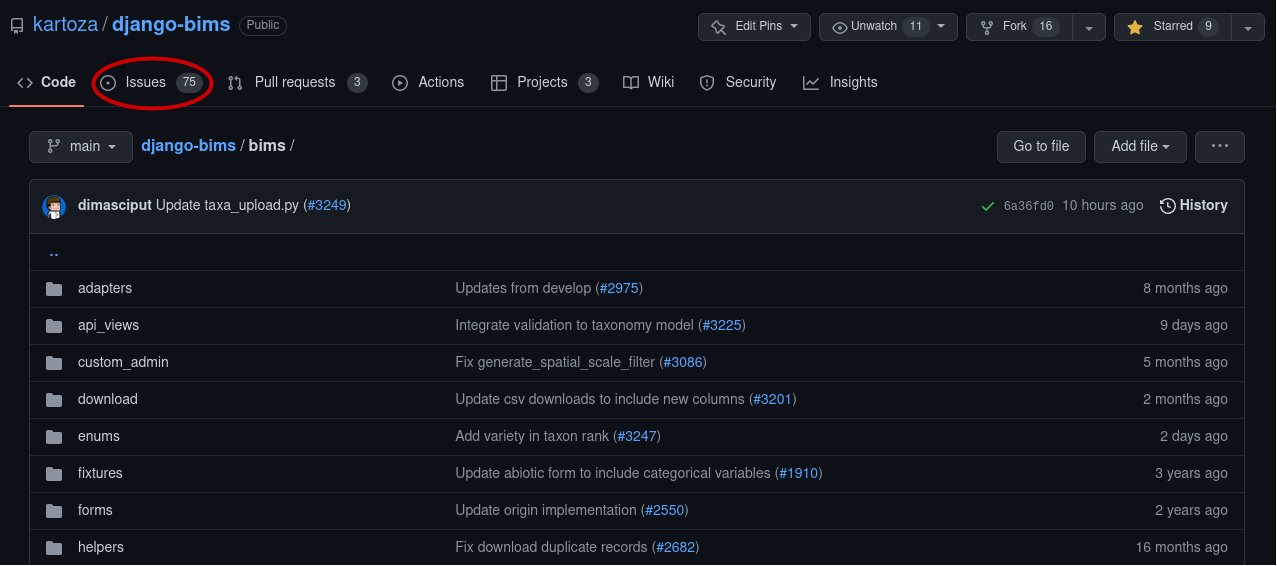 kartoza / django-bims Public
Edit Pins Unwatch 11 Fork 16 Starred 9
Code Issues 75 Pull requests 3 Actions Projects 3 Wiki Security Insights
main django-bims / bims / Go to file Add file ...
dimasciput Update taxa_upload.py (#3249) 6a36fd0 10 hours ago History
..
adapters Updates from develop (#2975) 8 months ago
api_views Integrate validation to taxonomy model (#3225) 9 days ago
custom_admin Fix generate_spatial_scale_filter (#3086) 5 months ago
download Update csv downloads to include new columns (#3201) 2 months ago
enums Add variety in taxon rank (#3247) 2 days ago
fixtures Update abiotic form to include categorical variables (#1910) 3 years ago
forms Update origin implementation (#2550) 2 years ago
helpers Fix download duplicate records (#2682) 16 months ago